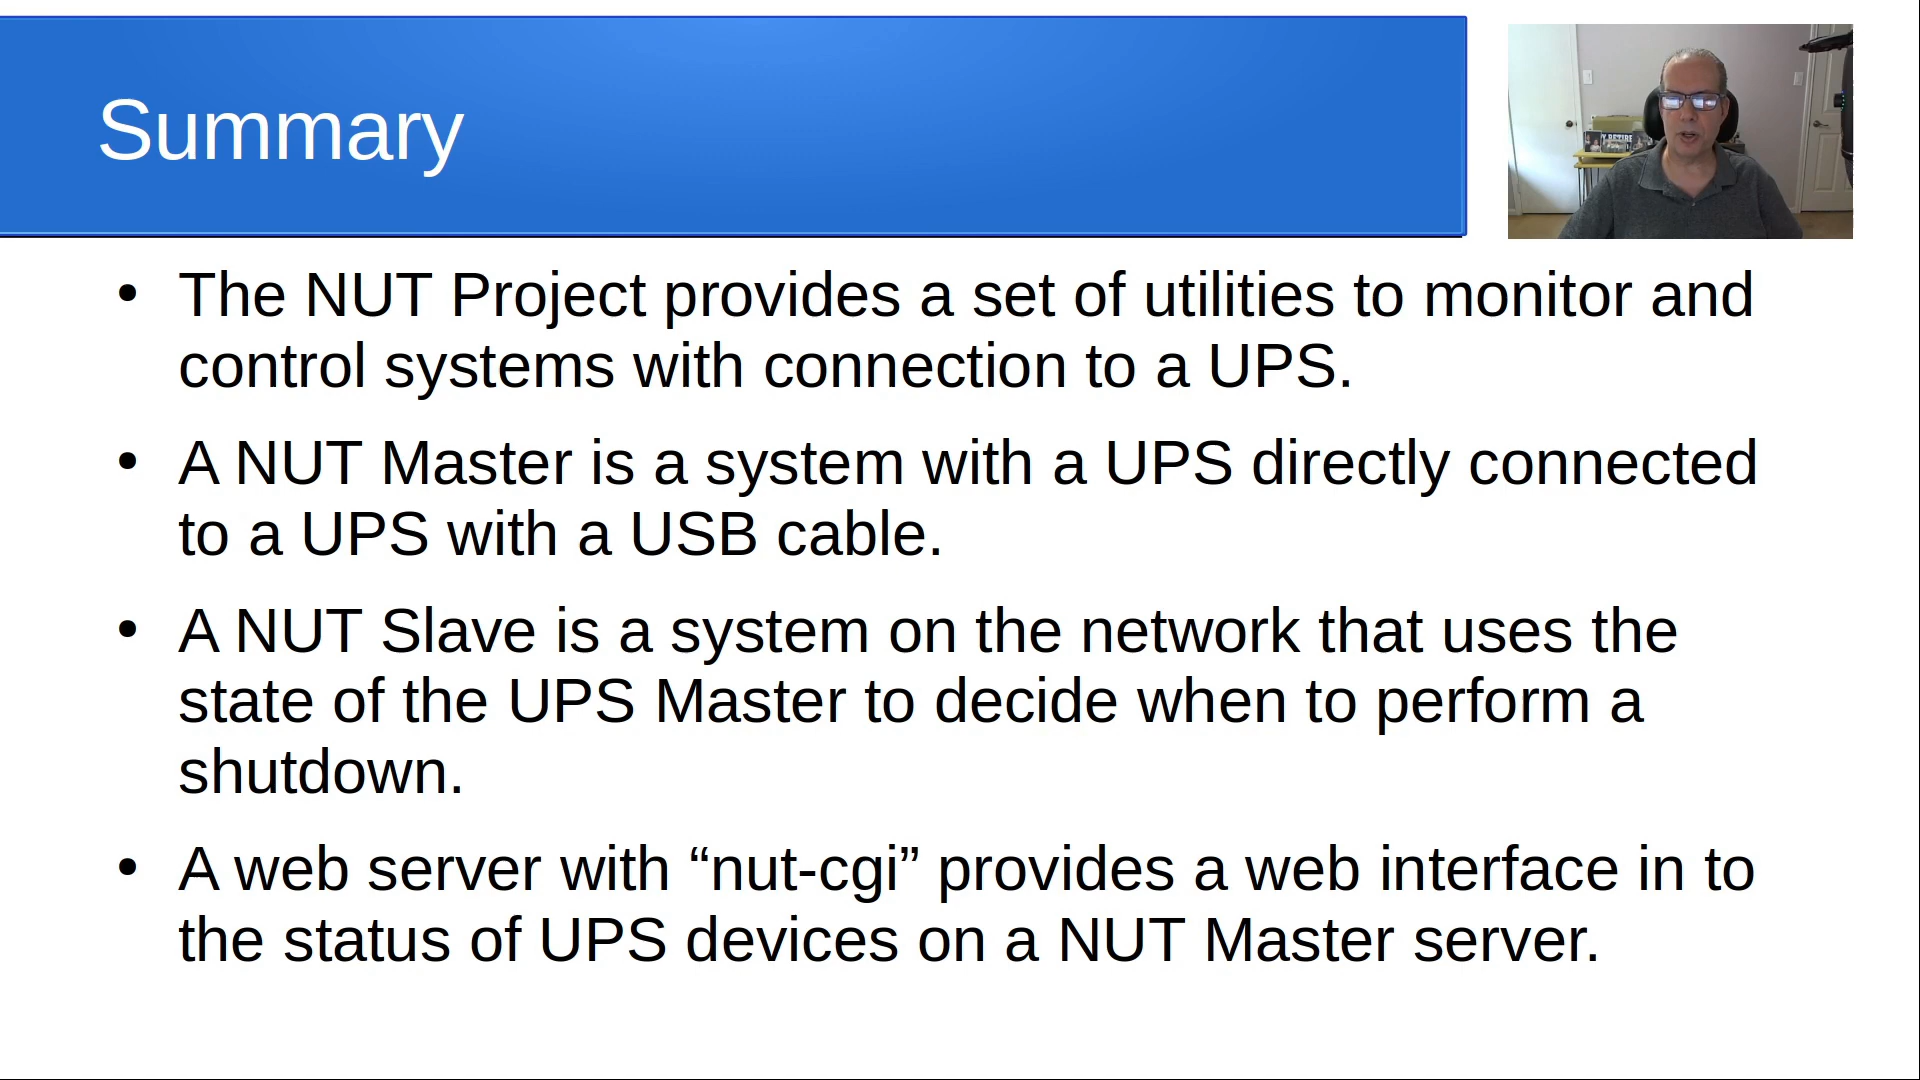 Summary
• The NUT Project provides a set of utilities to monitor and
control systems with connection to a UPS.
• A NUT Master is a system with a UPS directly connected
to a UPS with a USB cable.
• A NUT Slave is a system on the network that uses the
state of the UPS Master to decide when to perform a
shutdown.
• A web server with “nut-cgi” provides a web interface in to
the status of UPS devices on a NUT Master server.